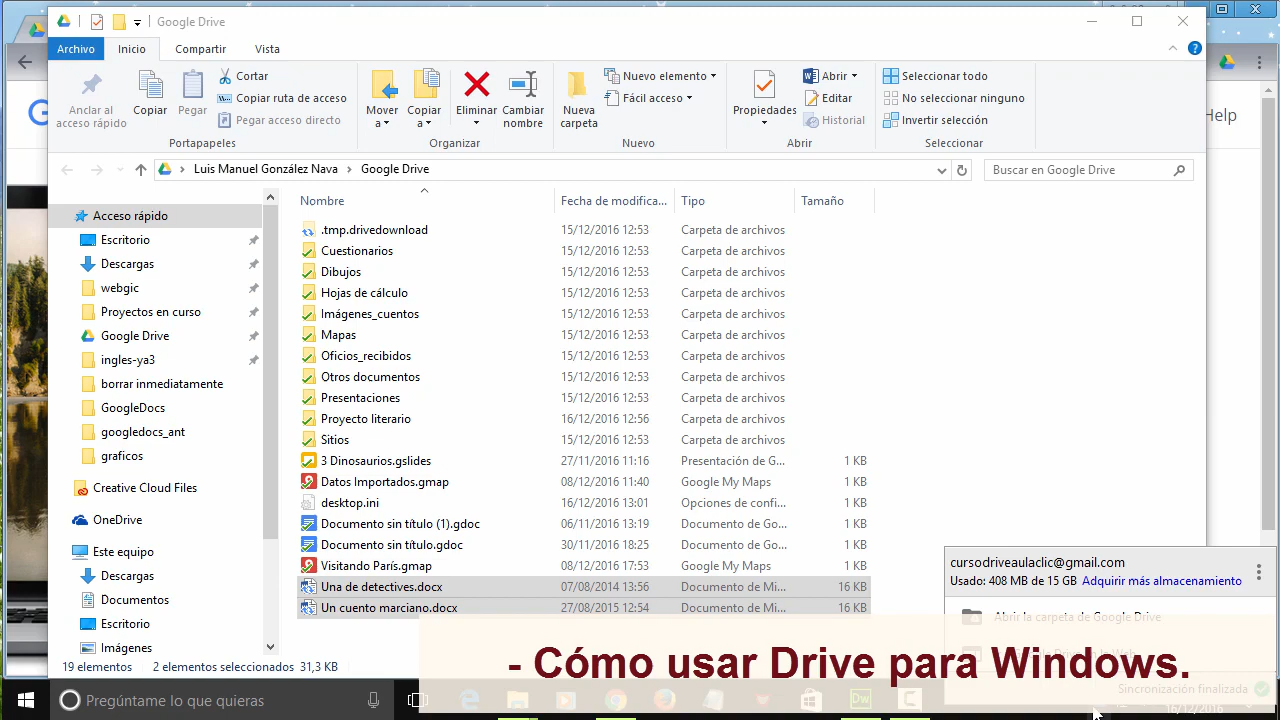 Google Drive
Archivo Inicio Compartir Vista
Anclar al acceso rápido
Copiar
Pegar
Cortar
Copiar ruta de acceso
Pegar acceso directo
Portapapeles
Mover a
Copiar a
Eliminar
Cambiar nombre
Organizar
Nueva carpeta
Nuevo elemento
Fácil acceso
Nuevo
Propiedades
Abrir
Editar
Historial
Abrir
Seleccionar todo
No seleccionar ninguno
Invertir selección
Seleccionar
Help
Luis Manuel González Nava > Google Drive
Buscar en Google Drive
Acceso rápido
Escritorio
Descargas
webgic
Proyectos en curso
Google Drive
ingles-ya3
borrar inmediatamente
GoogleDocs
googledocs_ant
graficos
Creative Cloud Files
OneDrive
Este equipo
Descargas
Documentos
Escritorio
Imágenes
Nombre Fecha de modifica... Tipo Tamaño
.tmp.drivedownload 15/12/2016 12:53 Carpeta de archivos
Cuestionarios 15/12/2016 12:53 Carpeta de archivos
Dibujos 15/12/2016 12:53 Carpeta de archivos
Hojas de cálculo 15/12/2016 12:53 Carpeta de archivos
Imágenes_cuentos 15/12/2016 12:53 Carpeta de archivos
Mapas 15/12/2016 12:53 Carpeta de archivos
Oficios_recibidos 15/12/2016 12:53 Carpeta de archivos
Otros documentos 15/12/2016 12:53 Carpeta de archivos
Presentaciones 15/12/2016 12:53 Carpeta de archivos
Proyecto literario 16/12/2016 12:56 Carpeta de archivos
Sitios 15/12/2016 12:53 Carpeta de archivos
3 Dinosaurios.gslides 27/11/2016 11:16 Presentación de G... 1 KB
Datos Importados.gmap 08/12/2016 11:40 Google My Maps 1 KB
desktop.ini 16/12/2016 13:01 Opciones de confi... 1 KB
Documento sin título (1).gdoc 06/11/2016 13:19 Documento de Go... 1 KB
Documento sin título.gdoc 30/11/2016 18:25 Documento de Go... 1 KB
Visitando París.gmap 08/12/2016 17:53 Google My Maps 1 KB
Una de detectives.docx 07/08/2014 13:56 Documento de Mi... 16 KB
Un cuento marciano.docx 27/08/2015 12:54 Documento de Mi... 16 KB
19 elementos 2 elementos seleccionados 31,3 KB
cursodriveaulaclic@gmail.com
Usado: 408 MB de 15 GB Adquirir más almacenamiento
Abrir la carpeta de Google Drive
Sincronización finalizada
- Cómo usar Drive para Windows.
Pregúntame lo que quieras
16/12/2016